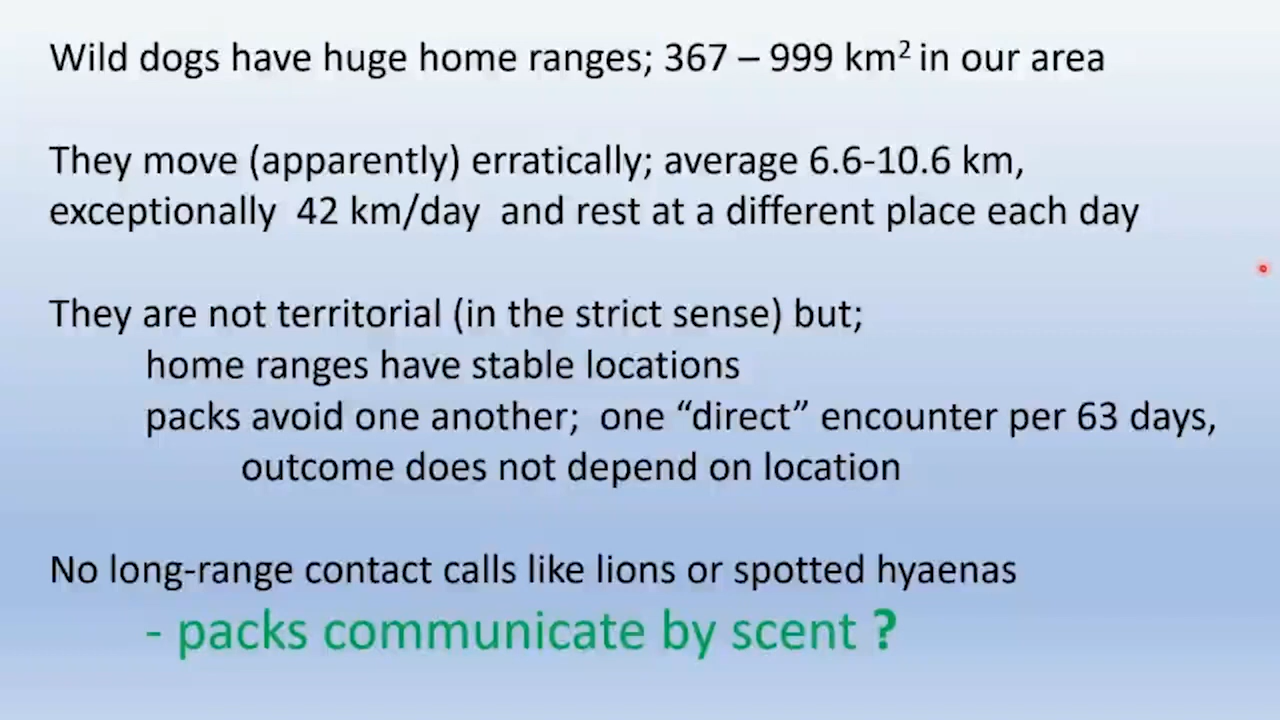 Wild dogs have huge home ranges; 367 – 999 km² in our area
They move (apparently) erratically; average 6.6-10.6 km,
exceptionally 42 km/day and rest at a different place each day
They are not territorial (in the strict sense) but;
home ranges have stable locations
packs avoid one another; one “direct” encounter per 63 days,
outcome does not depend on location
No long-range contact calls like lions or spotted hyaenas
- packs communicate by scent ?